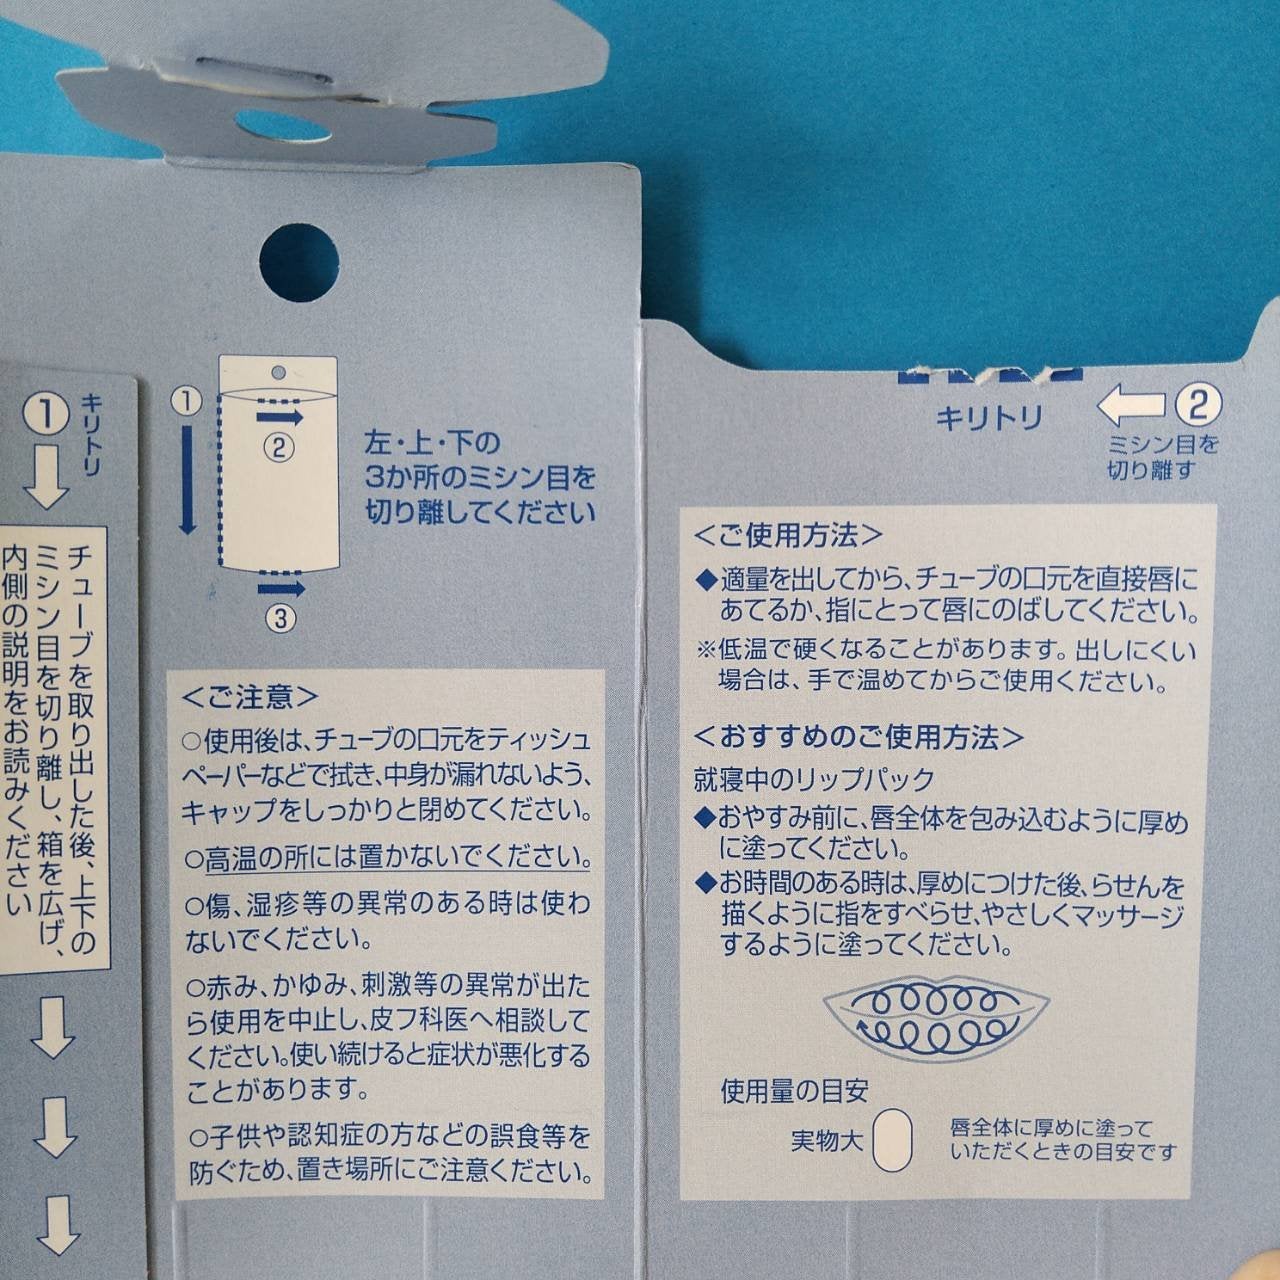 ① キリトリ
チューブを取り出した後、上下の
ミシン目を切り離し、箱を広げ、
内側の説明をお読みください
①
②
③
左・上・下の
3か所のミシン目を
切り離してください
<ご注意>
○使用後は、チューブの口元をティッシュ
ペーパーなどで拭き、中身が漏れないよう、
キャップをしっかりと閉めてください。
○高温の所には置かないでください。
○傷、湿疹等の異常のある時は使わ
ないでください。
○赤み、かゆみ、刺激等の異常が出た
ら使用を中止し、皮フ科医へ相談して
ください。使い続けると症状が悪化する
ことがあります。
○子供や認知症の方などの誤食等を
防ぐため、置き場所にご注意ください。
キリトリ
②
ミシン目を
切り離す
<ご使用方法>
◆適量を出してから、チューブの口元を直接唇に
あてるか、指にとって唇にのばしてください。
※低温で硬くなることがあります。出しにくい
場合は、手で温めてからご使用ください。
<おすすめのご使用方法>
就寝中のリップパック
◆おやすみ前に、唇全体を包み込むように厚め
に塗ってください。
◆お時間のある時は、厚めにつけた後、らせんを
描くように指をすべらせ、やさしくマッサージ
するように塗ってください。
使用量の目安
実物大
唇全体に厚めに塗って
いただくときの目安です